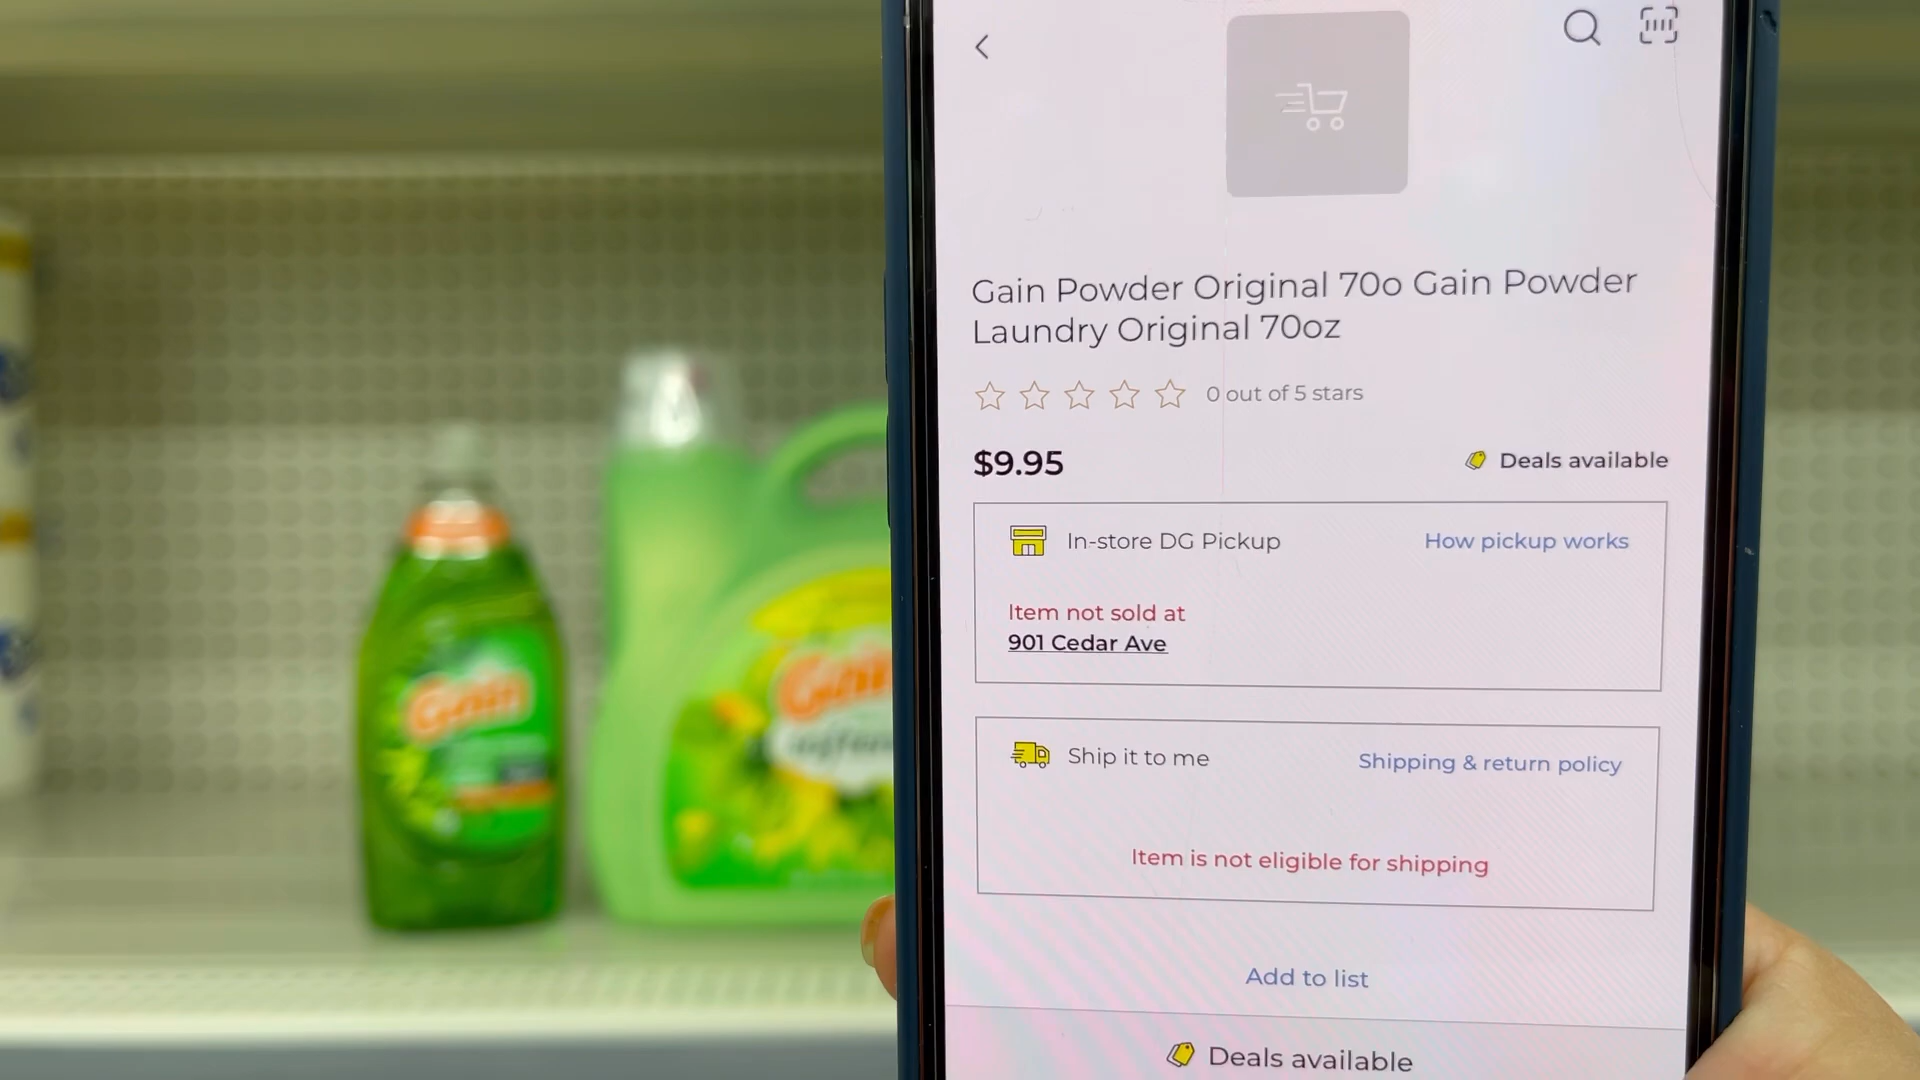 Gain Powder Original 70o Gain Powder
Laundry Original 70oz
0 out of 5 stars
$9.95
Deals available
In-store DG Pickup
How pickup works
Item not sold at
901 Cedar Ave
Ship it to me
Shipping & return policy
Item is not eligible for shipping
Add to list
Deals available
Gain
Gain